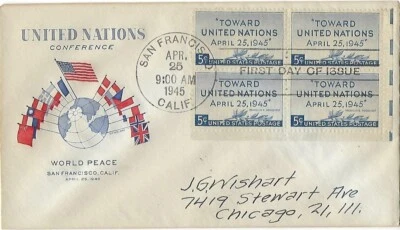 UNITED NATIONS
CONFERENCE
WORLD PEACE
SAN FRANCISCO, CALIF.
APRIL 25, 1945
SAN FRANCISCO
APR.
25
9:00 AM
1945
CALIF.
FIRST DAY OF ISSUE
"TOWARD
UNITED NATIONS
APRIL 25, 1945"
5¢ UNITED STATES POSTAGE
"TOWARD
UNITED NATIONS
APRIL 25, 1945"
5¢ UNITED STATES POSTAGE
"TOWARD
UNITED NATIONS
APRIL 25, 1945"
5¢ UNITED STATES POSTAGE
"TOWARD
UNITED NATIONS
APRIL 25, 1945"
5¢ UNITED STATES POSTAGE
J.G. Wishart
7419 Stewart Ave
Chicago, 21, Ill.